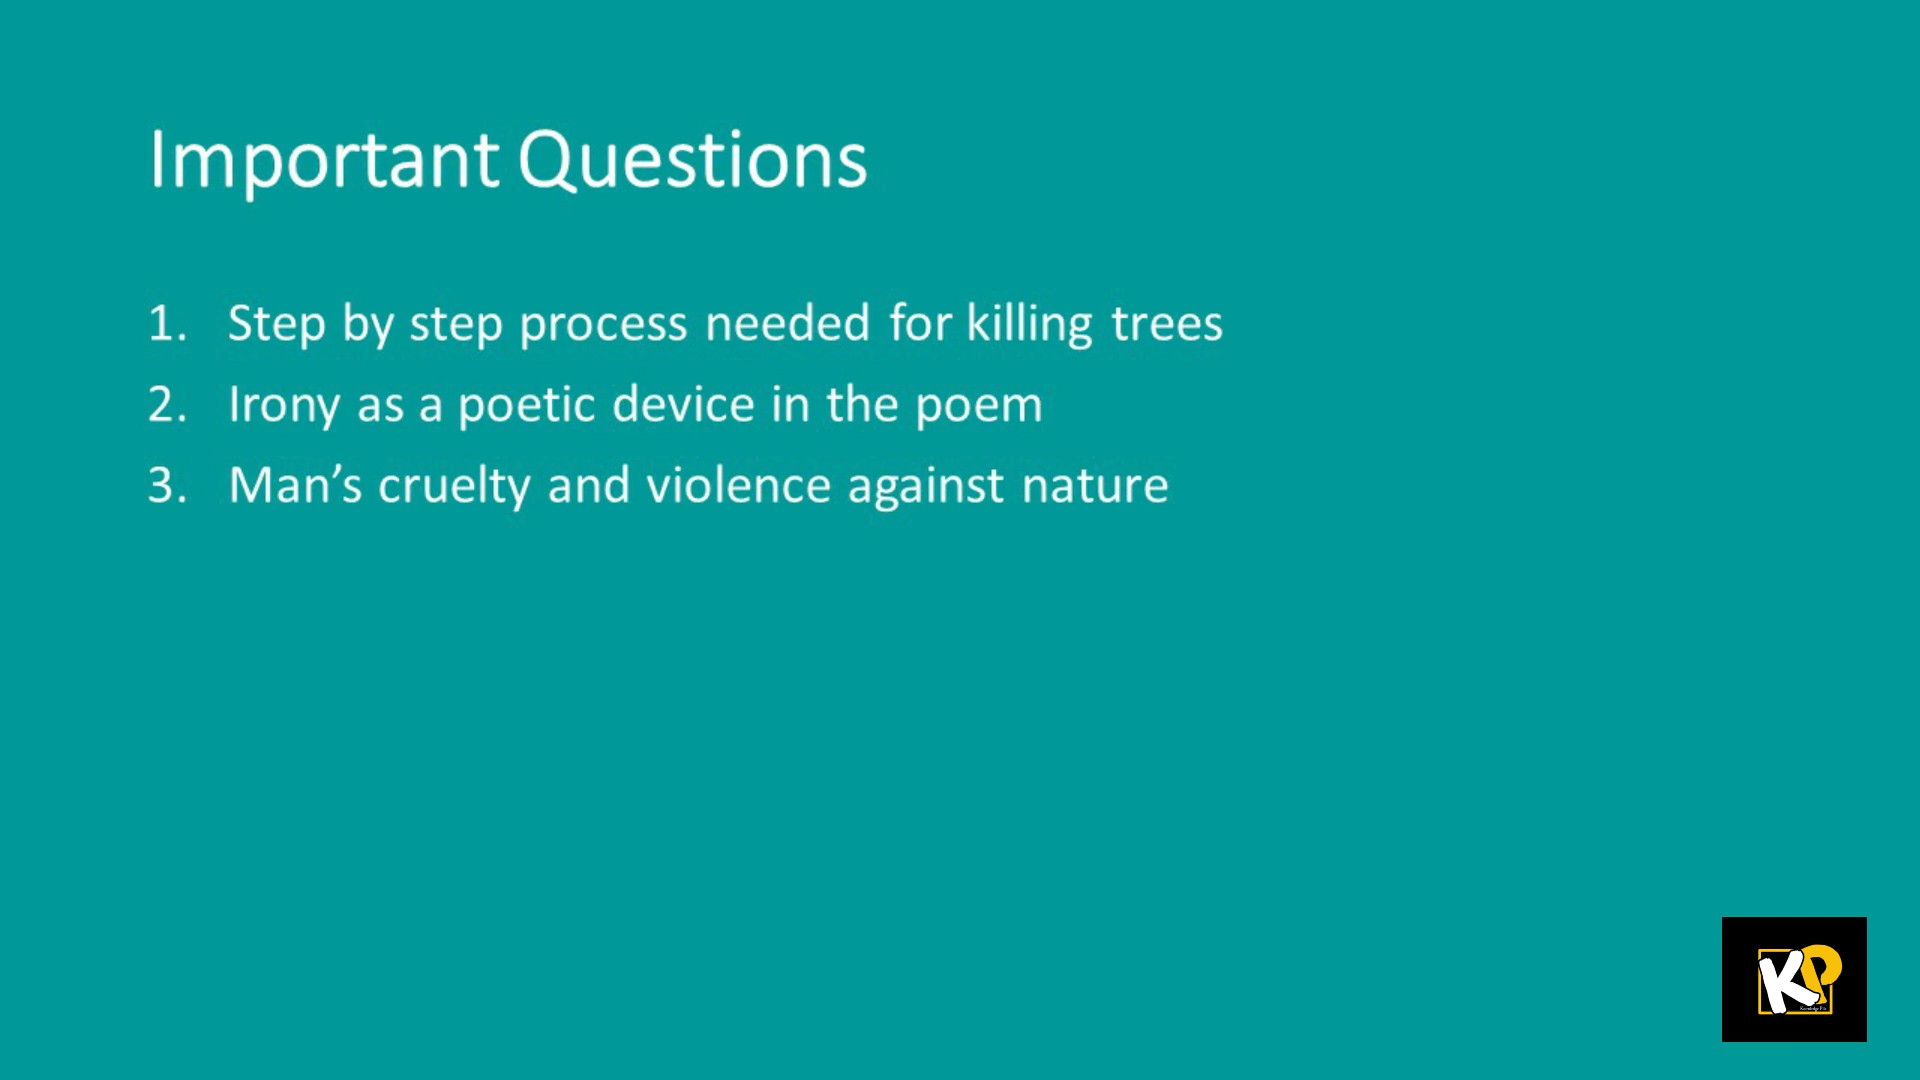 Important Questions
1. Step by step process needed for killing trees
2. Irony as a poetic device in the poem
3. Man’s cruelty and violence against nature
KP